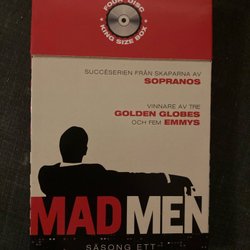 FOUR DISC
KING SIZE BOX
SUCCÉSERIEN FRÅN SKAPARNA AV
SOPRANOS
VINNARE AV TRE
GOLDEN GLOBES
OCH FEM EMMYS
MAD MEN
SÄSONG ETT